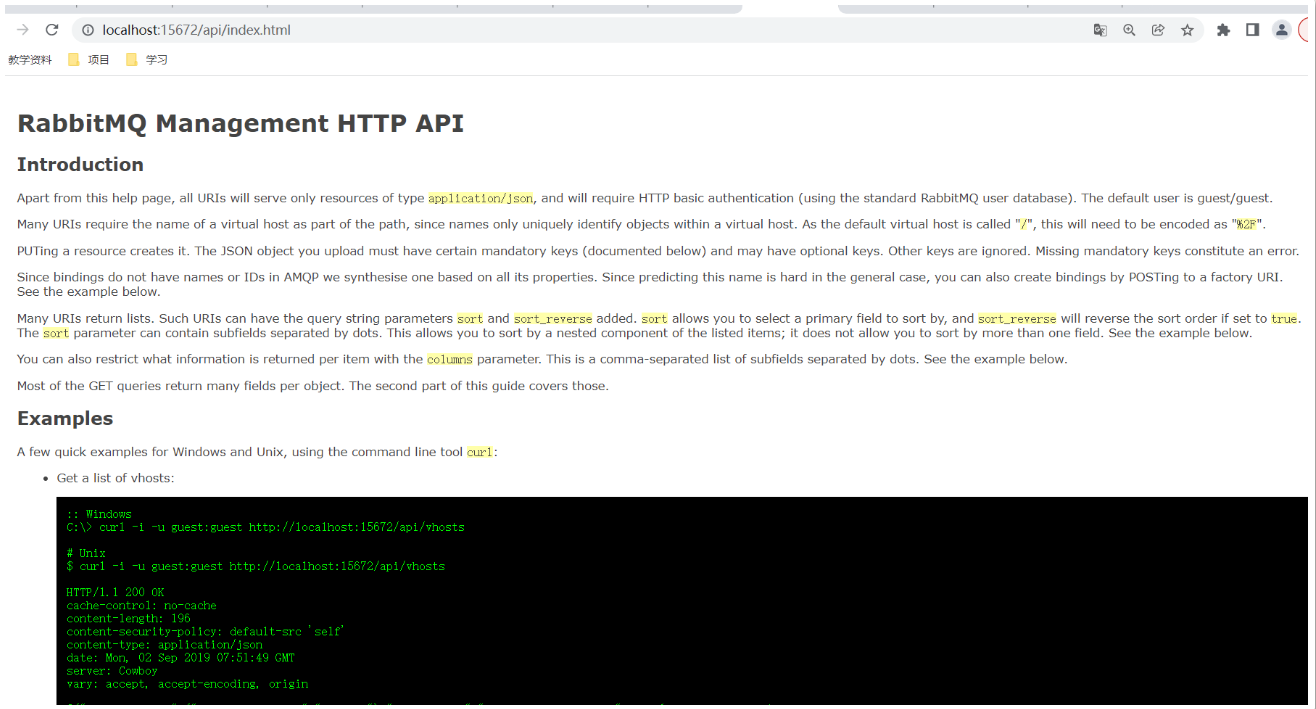 localhost:15672/api/index.html
教学资料 项目 学习
RabbitMQ Management HTTP API
Introduction
Apart from this help page, all URIs will serve only resources of type application/json, and will require HTTP basic authentication (using the standard RabbitMQ user database). The default user is guest/guest.
Many URIs require the name of a virtual host as part of the path, since names only uniquely identify objects within a virtual host. As the default virtual host is called "/", this will need to be encoded as "%2F".
PUTing a resource creates it. The JSON object you upload must have certain mandatory keys (documented below) and may have optional keys. Other keys are ignored. Missing mandatory keys constitute an error.
Since bindings do not have names or IDs in AMQP we synthesise one based on all its properties. Since predicting this name is hard in the general case, you can also create bindings by POSTing to a factory URI.
See the example below.
Many URIs return lists. Such URIs can have the query string parameters sort and sort_reverse added. sort allows you to select a primary field to sort by, and sort_reverse will reverse the sort order if set to true.
The sort parameter can contain subfields separated by dots. This allows you to sort by a nested component of the listed items; it does not allow you to sort by more than one field. See the example below.
You can also restrict what information is returned per item with the columns parameter. This is a comma-separated list of subfields separated by dots. See the example below.
Most of the GET queries return many fields per object. The second part of this guide covers those.
Examples
A few quick examples for Windows and Unix, using the command line tool curl:
• Get a list of vhosts:
:: Windows
C:\> curl -i -u guest:guest http://localhost:15672/api/vhosts
# Unix
$ curl -i -u guest:guest http://localhost:15672/api/vhosts
HTTP/1.1 200 OK
cache-control: no-cache
content-length: 196
content-security-policy: default-src 'self'
content-type: application/json
date: Mon, 02 Sep 2019 07:51:49 GMT
server: Cowboy
vary: accept, accept-encoding, origin